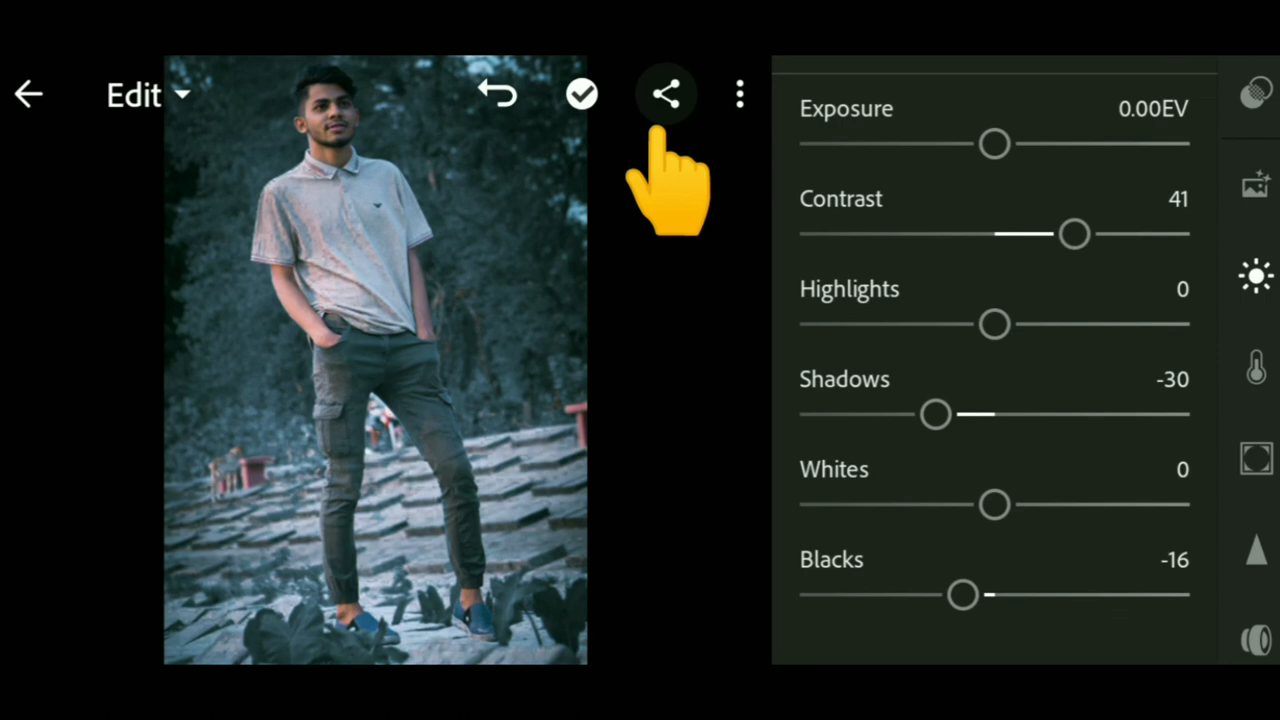 Edit
Exposure 0.00EV
Contrast 41
Highlights 0
Shadows -30
Whites 0
Blacks -16